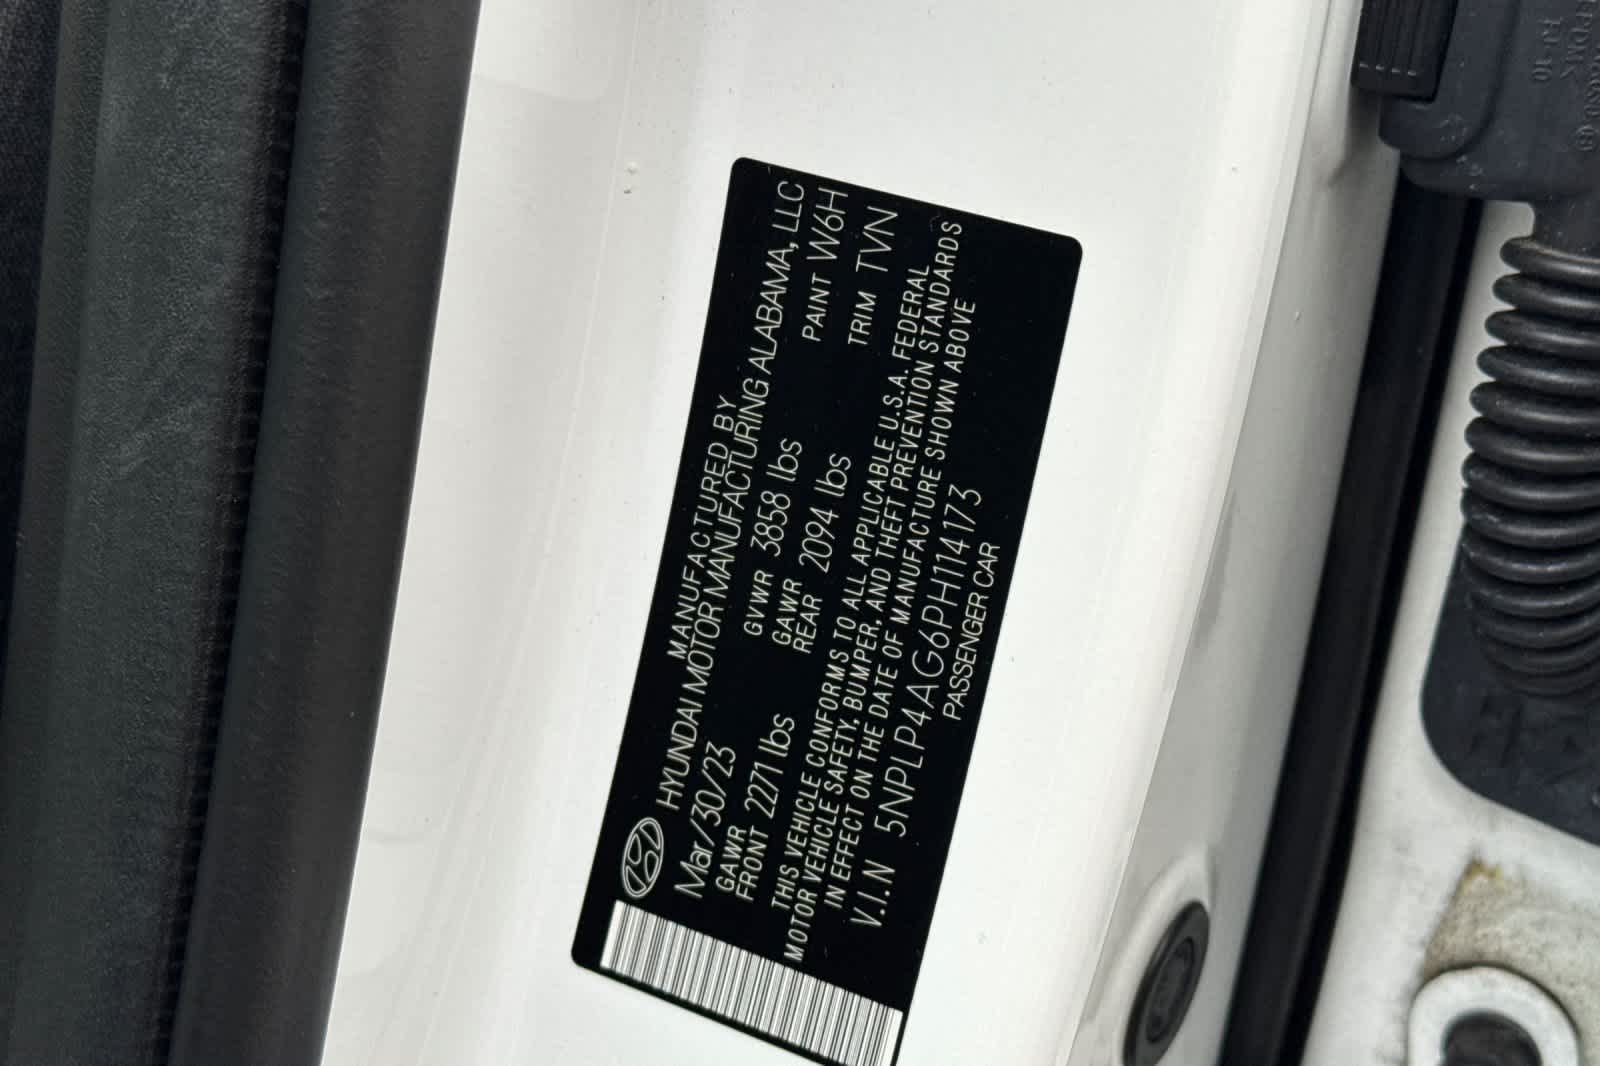 MANUFACTURED BY
HYUNDAI MOTOR MANUFACTURING ALABAMA, LLC
Mar/30/23 GVWR 3858 lbs PAINT W6H
GAWR FRONT 2271 lbs GAWR REAR 2094 lbs TRIM TVN
THIS VEHICLE CONFORMS TO ALL APPLICABLE U.S.A. FEDERAL
MOTOR VEHICLE SAFETY, BUMPER, AND THEFT PREVENTION STANDARDS
IN EFFECT ON THE DATE OF MANUFACTURE SHOWN ABOVE
V.I.N 5NPLP4AG6PH114173
PASSENGER CAR